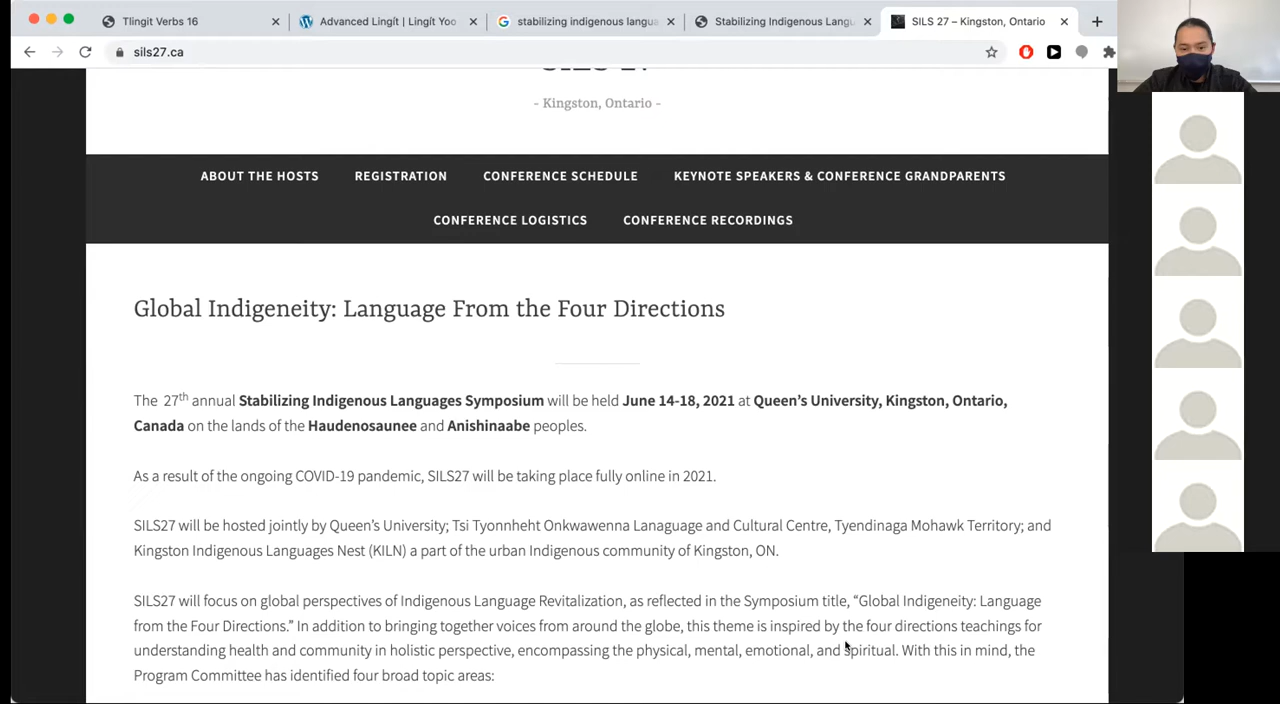 Tlingit Verbs 16
Advanced Lingít | Lingít Yoo
stabilizing indigenous langua
Stabilizing Indigenous Langu
SILS 27 – Kingston, Ontario
sils27.ca
- Kingston, Ontario -
ABOUT THE HOSTS REGISTRATION CONFERENCE SCHEDULE KEYNOTE SPEAKERS & CONFERENCE GRANDPARENTS
CONFERENCE LOGISTICS CONFERENCE RECORDINGS
Global Indigeneity: Language From the Four Directions
The 27th annual Stabilizing Indigenous Languages Symposium will be held June 14-18, 2021 at Queen’s University, Kingston, Ontario,
Canada on the lands of the Haudenosaunee and Anishinaabe peoples.
As a result of the ongoing COVID-19 pandemic, SILS27 will be taking place fully online in 2021.
SILS27 will be hosted jointly by Queen’s University; Tsi Tyonnheht Onkwawenna Lanaguage and Cultural Centre, Tyendinaga Mohawk Territory; and
Kingston Indigenous Languages Nest (KILN) a part of the urban Indigenous community of Kingston, ON.
SILS27 will focus on global perspectives of Indigenous Language Revitalization, as reflected in the Symposium title, “Global Indigeneity: Language
from the Four Directions.” In addition to bringing together voices from around the globe, this theme is inspired by the four directions teachings for
understanding health and community in holistic perspective, encompassing the physical, mental, emotional, and spiritual. With this in mind, the
Program Committee has identified four broad topic areas: